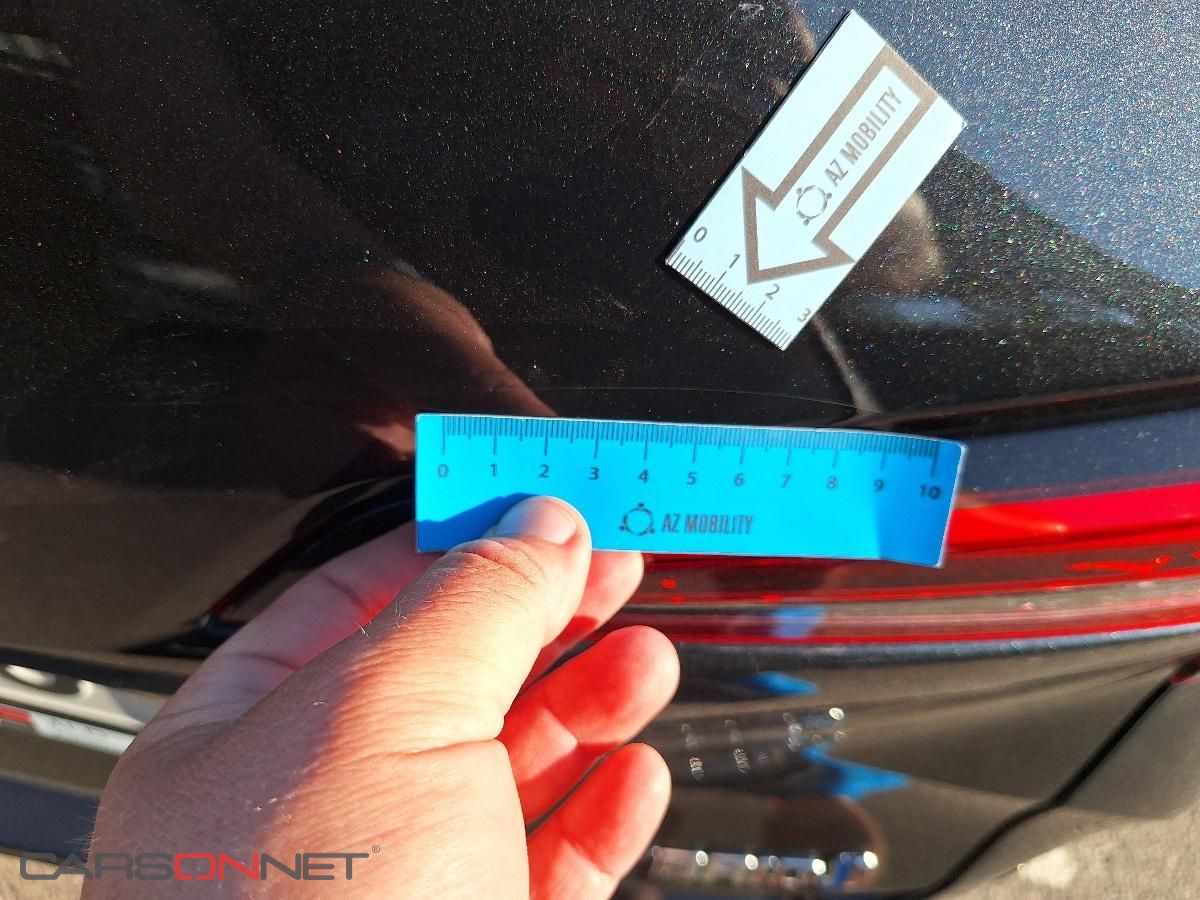 AZ MOBILITY
0 1 2 3
0 1 2 3 4 5 6 7 8 9 10
AZ MOBILITY
CARSONNET®